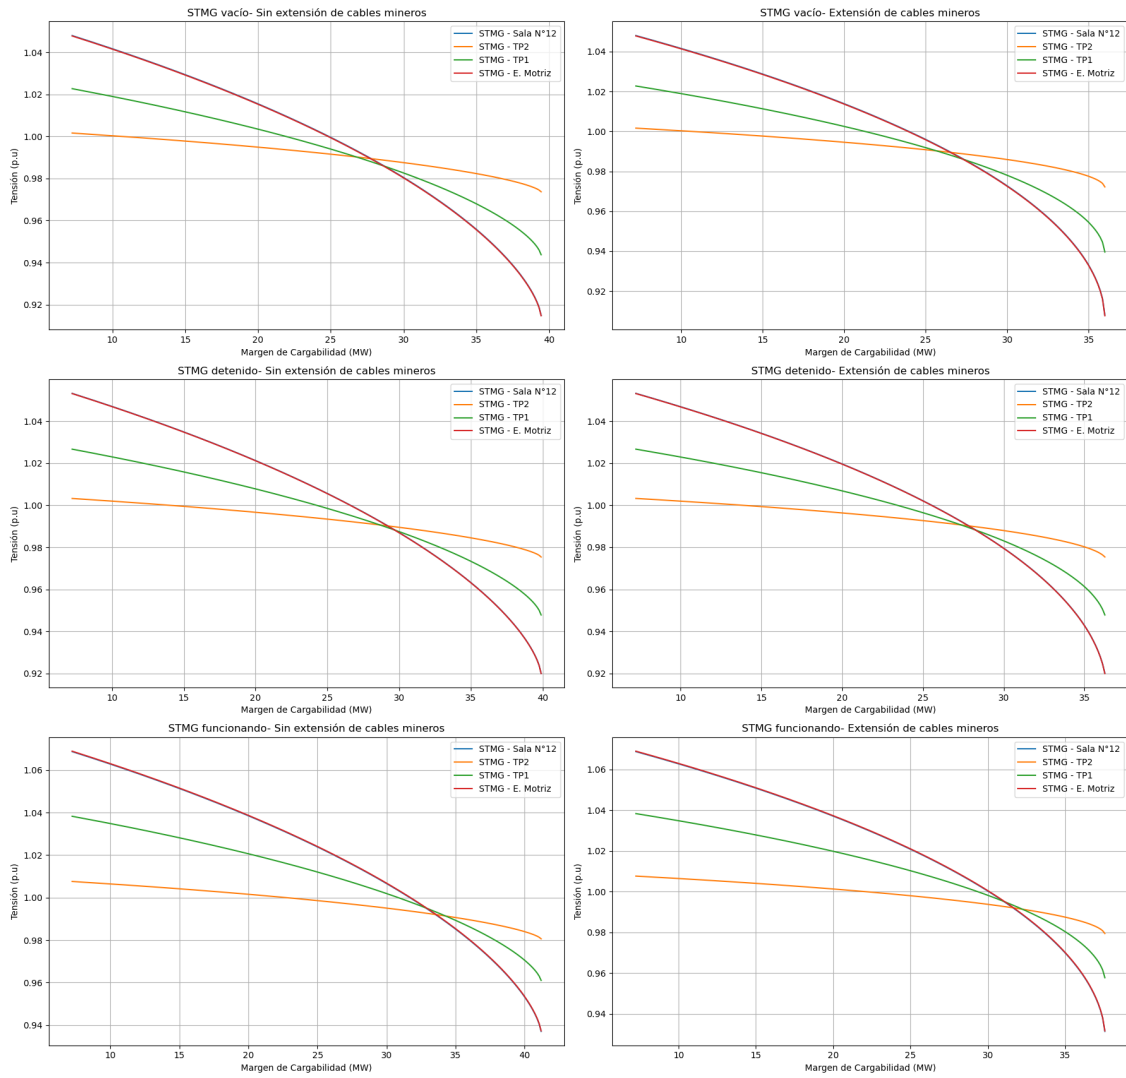 STMG vacío- Sin extensión de cables mineros
STMG - Sala N°12
STMG - TP2
STMG - TP1
STMG - E. Motriz
Tensión (p.u)
1.04
1.02
1.00
0.98
0.96
0.94
0.92
10
15
20
25
30
35
40
Margen de Cargabilidad (MW)
STMG vacío- Extensión de cables mineros
STMG - Sala N°12
STMG - TP2
STMG - TP1
STMG - E. Motriz
Tensión (p.u)
1.04
1.02
1.00
0.98
0.96
0.94
0.92
10
15
20
25
30
35
Margen de Cargabilidad (MW)
STMG detenido- Sin extensión de cables mineros
STMG - Sala N°12
STMG - TP2
STMG - TP1
STMG - E. Motriz
Tensión (p.u)
1.04
1.02
1.00
0.98
0.96
0.94
0.92
10
15
20
25
30
35
40
Margen de Cargabilidad (MW)
STMG detenido- Extensión de cables mineros
STMG - Sala N°12
STMG - TP2
STMG - TP1
STMG - E. Motriz
Tensión (p.u)
1.04
1.02
1.00
0.98
0.96
0.94
0.92
10
15
20
25
30
35
Margen de Cargabilidad (MW)
STMG funcionando- Sin extensión de cables mineros
STMG - Sala N°12
STMG - TP2
STMG - TP1
STMG - E. Motriz
Tensión (p.u)
1.06
1.04
1.02
1.00
0.98
0.96
0.94
10
15
20
25
30
35
40
Margen de Cargabilidad (MW)
STMG funcionando- Extensión de cables mineros
STMG - Sala N°12
STMG - TP2
STMG - TP1
STMG - E. Motriz
Tensión (p.u)
1.06
1.04
1.02
1.00
0.98
0.96
0.94
10
15
20
25
30
35
Margen de Cargabilidad (MW)